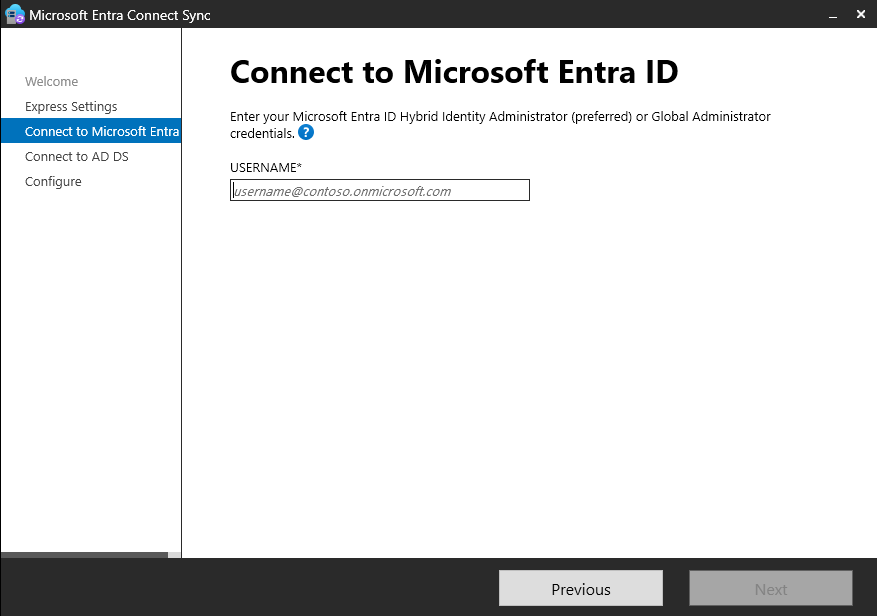 Microsoft Entra Connect Sync
Welcome
Express Settings
Connect to Microsoft Entra
Connect to AD DS
Configure
Connect to Microsoft Entra ID
Enter your Microsoft Entra ID Hybrid Identity Administrator (preferred) or Global Administrator
credentials. ?
USERNAME*
username@contoso.onmicrosoft.com
Previous
Next